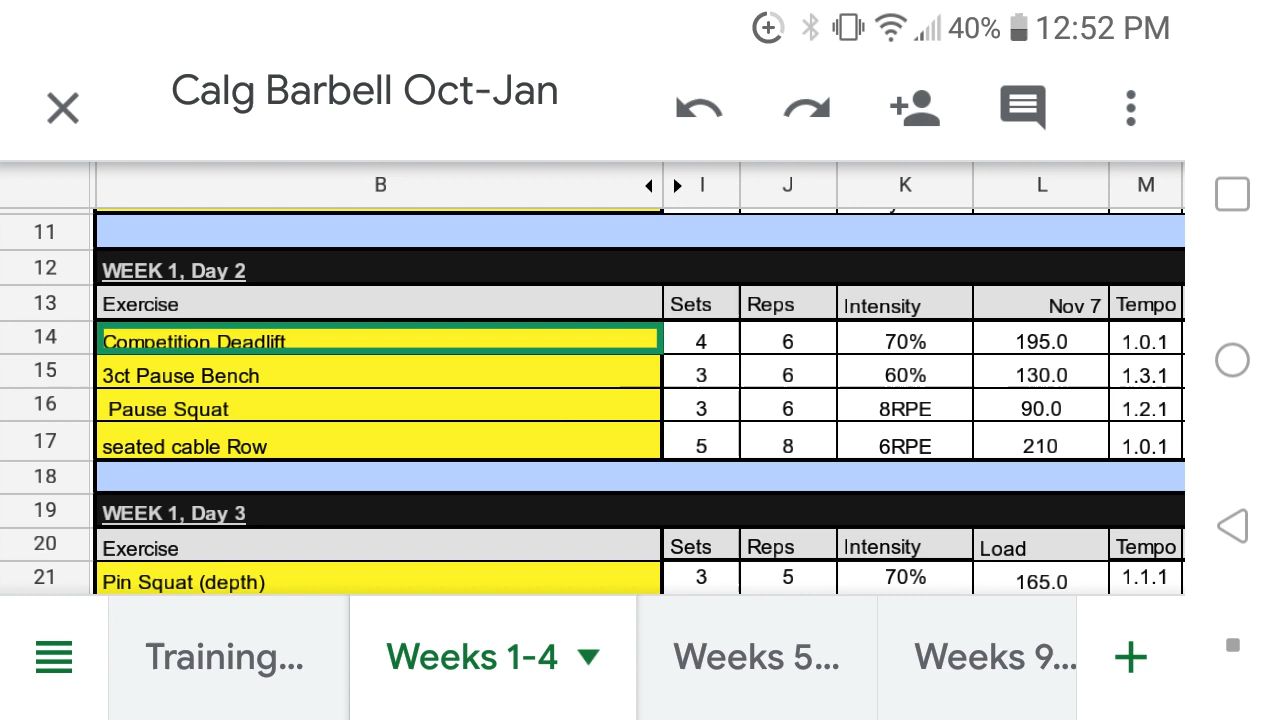 40% 12:52 PM
Calg Barbell Oct-Jan
B I J K L M
11
12 WEEK 1, Day 2
13 Exercise Sets Reps Intensity Nov 7 Tempo
14 Competition Deadlift 4 6 70% 195.0 1.0.1
15 3ct Pause Bench 3 6 60% 130.0 1.3.1
16 Pause Squat 3 6 8RPE 90.0 1.2.1
17 seated cable Row 5 8 6RPE 210 1.0.1
18
19 WEEK 1, Day 3
20 Exercise Sets Reps Intensity Load Tempo
21 Pin Squat (depth) 3 5 70% 165.0 1.1.1
Training... Weeks 1-4 Weeks 5... Weeks 9...